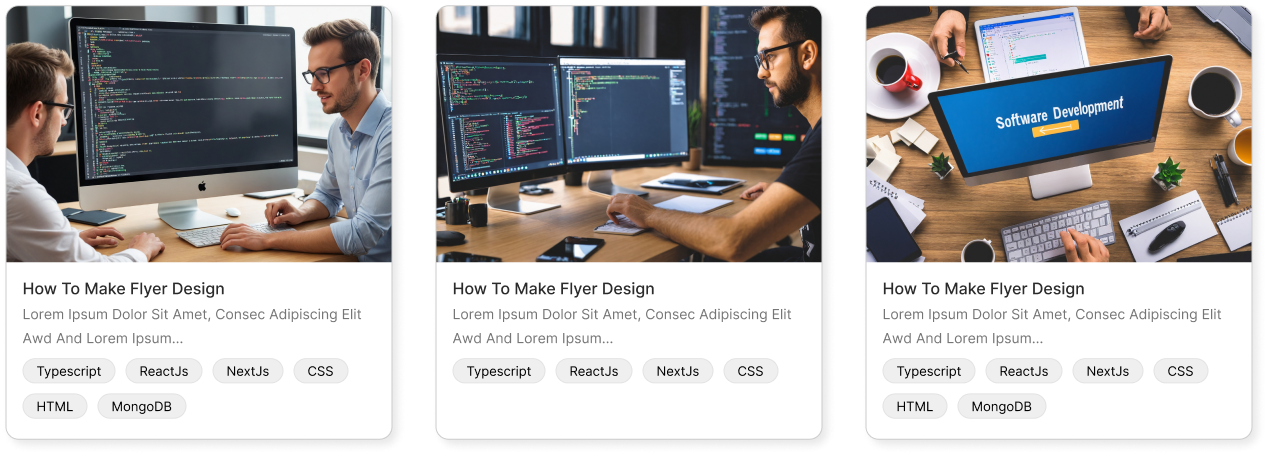 Software Development
How To Make Flyer Design
Lorem Ipsum Dolor Sit Amet, Consec Adipiscing Elit
Awd And Lorem Ipsum...
Typescript ReactJs NextJs CSS
HTML MongoDB
How To Make Flyer Design
Lorem Ipsum Dolor Sit Amet, Consec Adipiscing Elit
Awd And Lorem Ipsum...
Typescript ReactJs NextJs CSS
How To Make Flyer Design
Lorem Ipsum Dolor Sit Amet, Consec Adipiscing Elit
Awd And Lorem Ipsum...
Typescript ReactJs NextJs CSS
HTML MongoDB